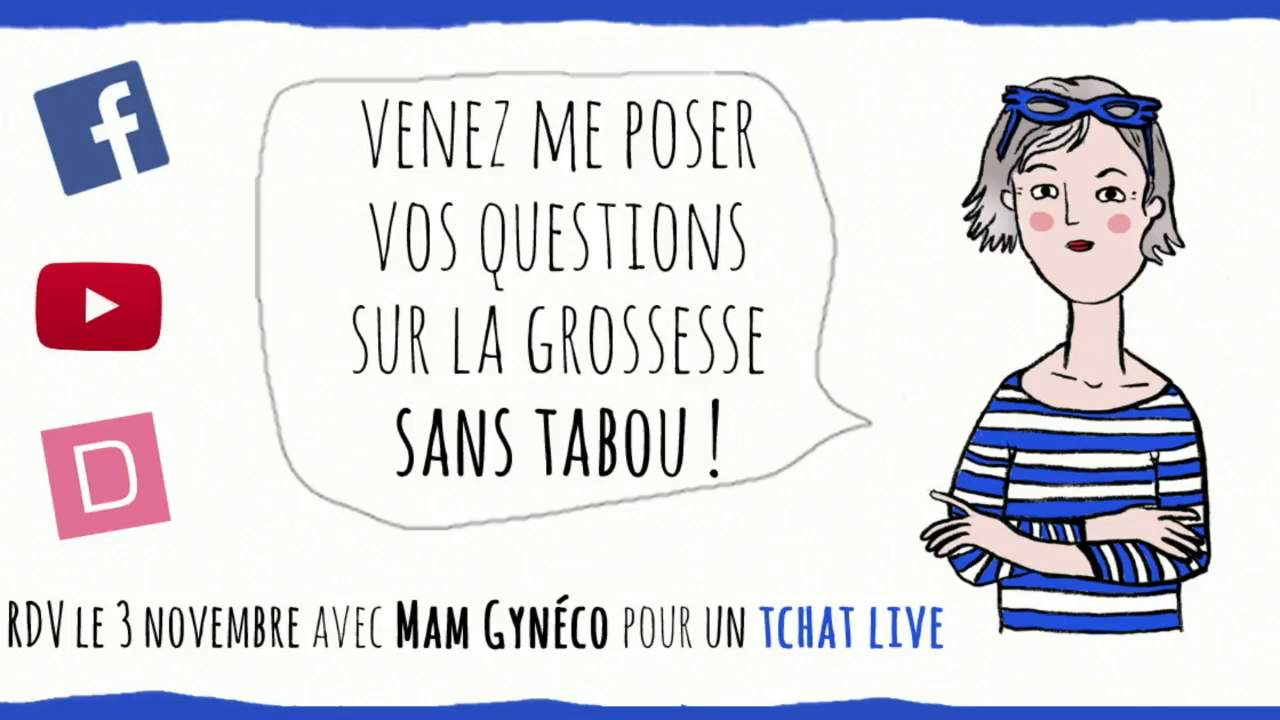 f
VENEZ ME POSER
VOS QUESTIONS
SUR LA GROSSESSE
SANS TABOU !
D
RDV LE 3 NOVEMBRE AVEC MAM GYNÉCO POUR UN TCHAT LIVE